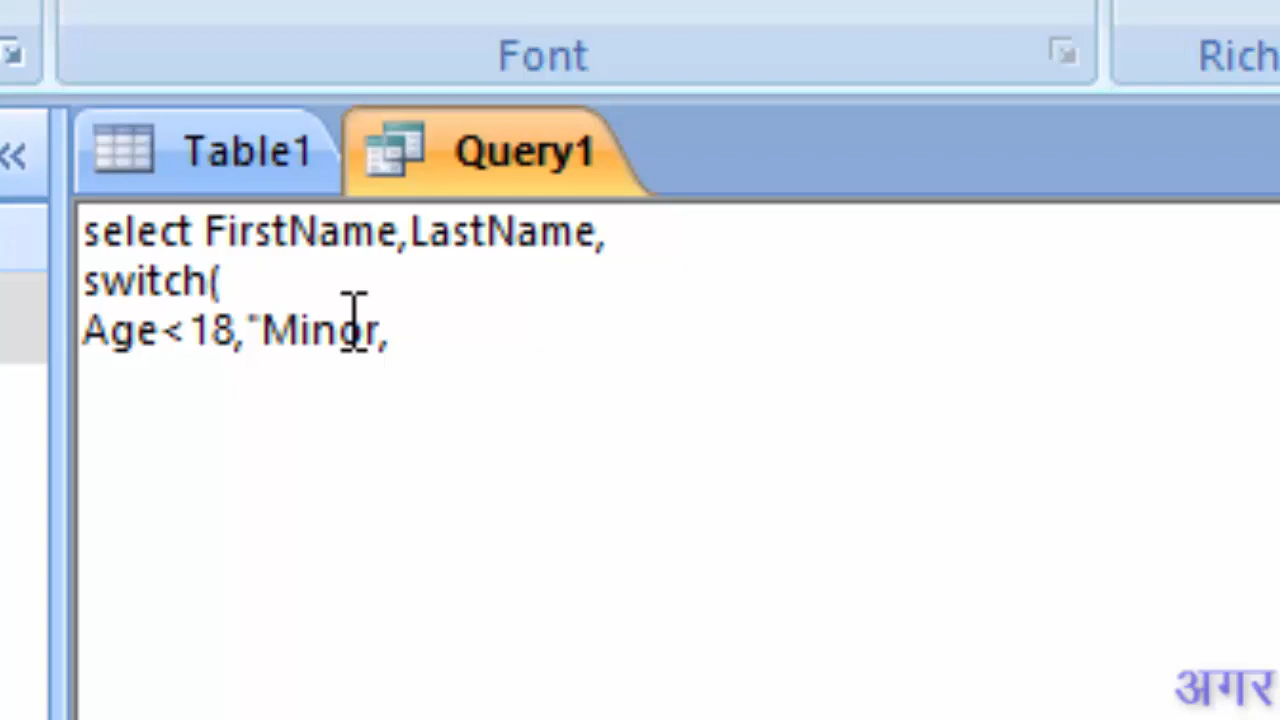 Font
Rich
Table1
Query1
select FirstName,LastName,
switch(
Age<18,"Minor,
अगर